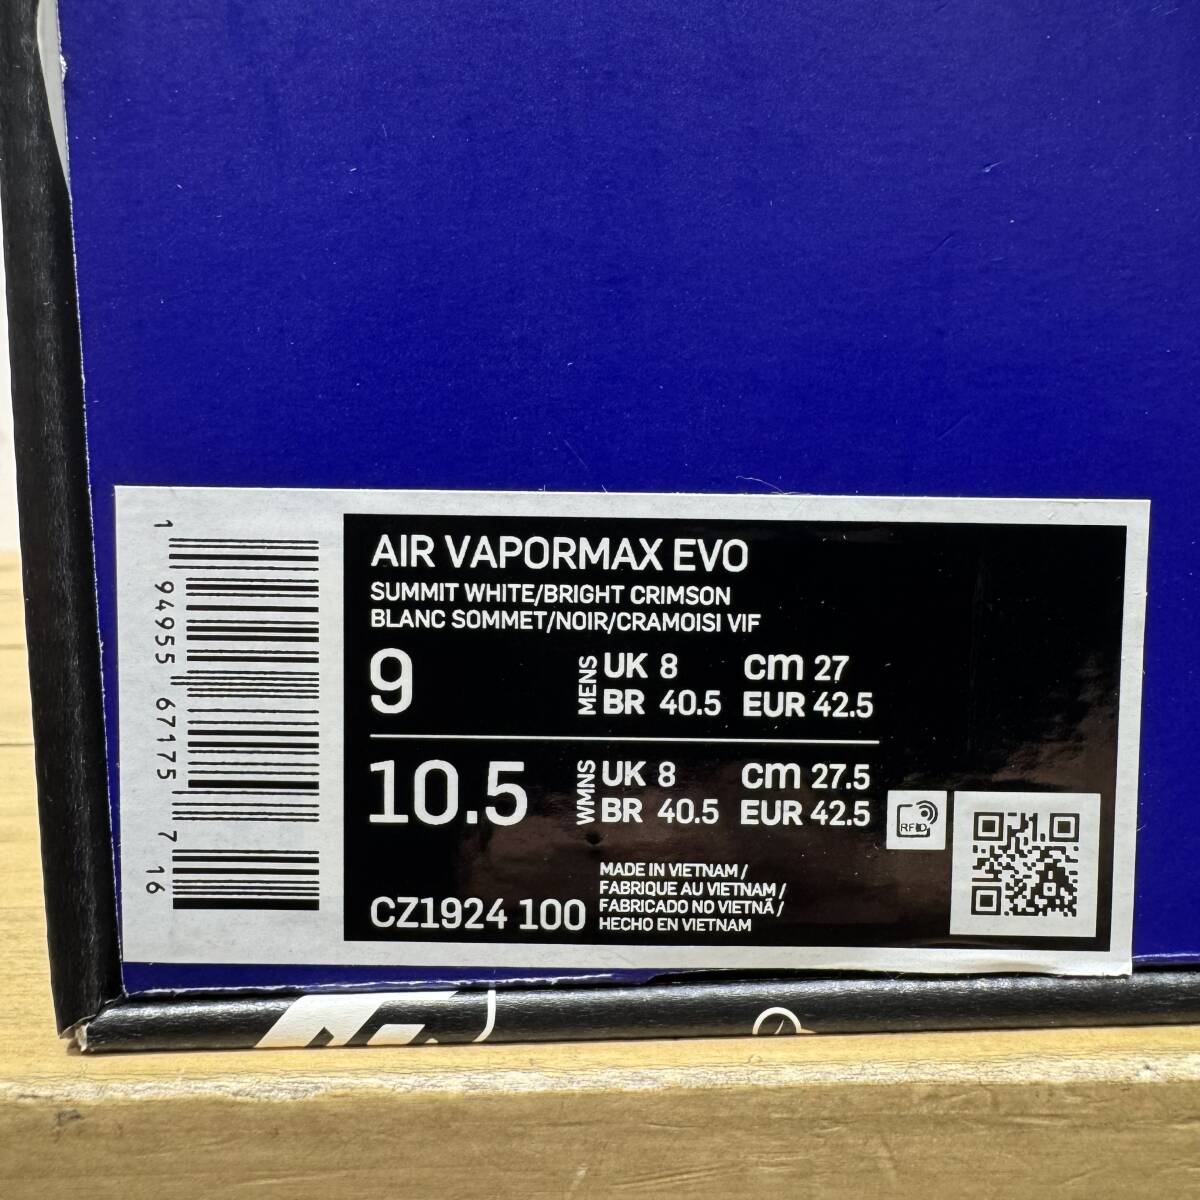 AIR VAPORMAX EVO
SUMMIT WHITE/BRIGHT CRIMSON
BLANC SOMMET/NOIR/CRAMOISI VIF
9 MENS UK 8 cm 27
BR 40.5 EUR 42.5
10.5 WMNS UK 8 cm 27.5
BR 40.5 EUR 42.5
RFID
MADE IN VIETNAM /
FABRIQUE AU VIETNAM /
FABRICADO NO VIETNÃ /
HECHO EN VIETNAM
CZ1924 100
1 94955 67175 7 16